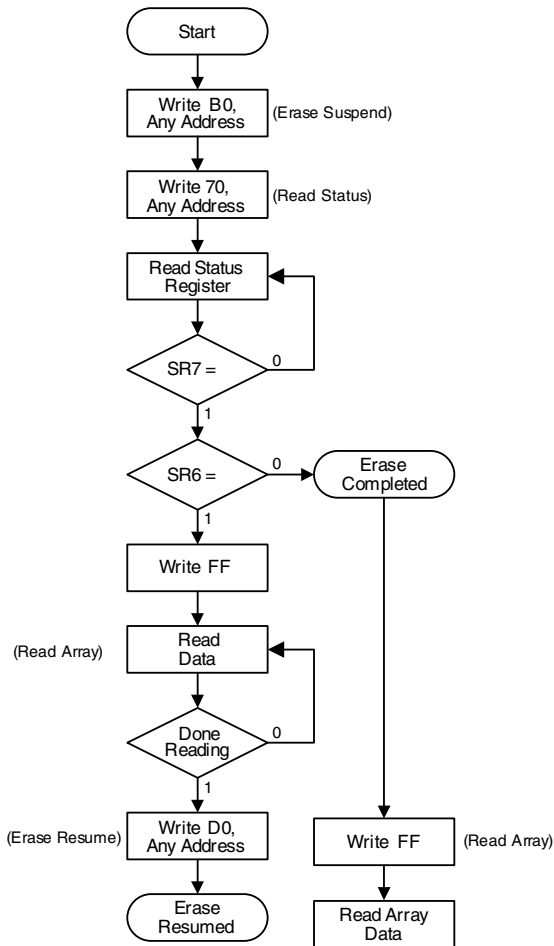 Start
Write B0,
Any Address
(Erase Suspend)
Write 70,
Any Address
(Read Status)
Read Status
Register
SR7 =
0
1
SR6 =
0
Erase
Completed
1
Write FF
(Read Array)
Read
Data
Done
Reading
0
1
(Erase Resume)
Write D0,
Any Address
Write FF
(Read Array)
Erase
Resumed
Read Array
Data